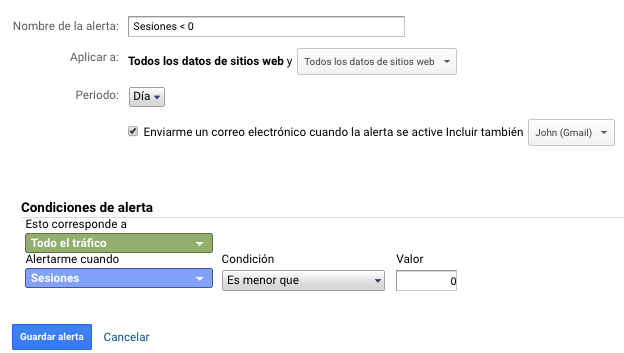 Nombre de la alerta: Sesiones < 0
Aplicar a: Todos los datos de sitios web y Todos los datos de sitios web
Periodo: Día
Enviarme un correo electrónico cuando la alerta se active Incluir también John (Gmail)
Condiciones de alerta
Esto corresponde a
Todo el tráfico
Alertarme cuando Condición Valor
Sesiones Es menor que 0
Guardar alerta Cancelar